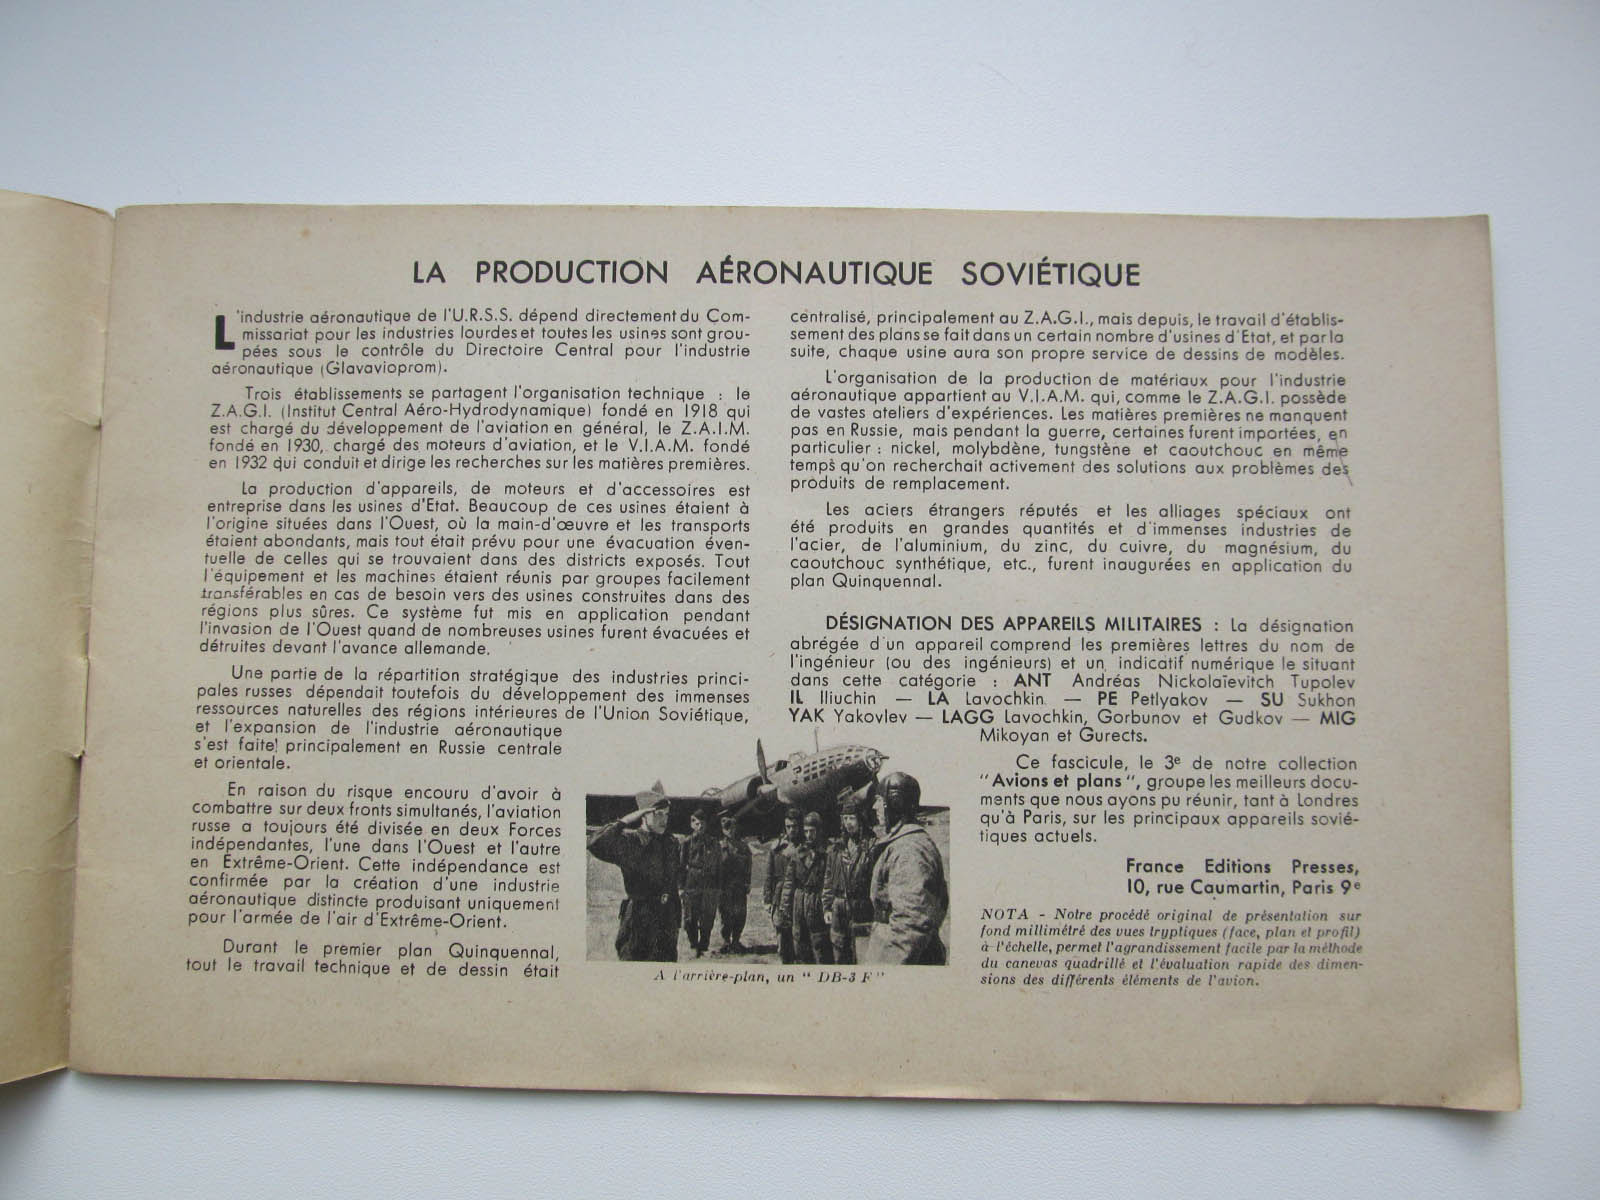 LA PRODUCTION AÉRONAUTIQUE SOVIÉTIQUE
L'industrie aéronautique de l'U.R.S.S. dépend directement du Com-
missariat pour les industries lourdes et toutes les usines sont grou-
pées sous le contrôle du Directoire Central pour l'industrie
aéronautique (Glavavioprom).
Trois établissements se partagent l'organisation technique : le
Z.A.G.I. (Institut Central Aéro-Hydrodynamique) fondé en 1918 qui
est chargé du développement de l'aviation en général, le Z.A.I.M.
fondé en 1930, chargé des moteurs d'aviation, et le V.I.A.M. fondé
en 1932 qui conduit et dirige les recherches sur les matières premières.
La production d'appareils, de moteurs et d'accessoires est
entreprise dans les usines d'Etat. Beaucoup de ces usines étaient à
l'origine situées dans l'Ouest, où la main-d'œuvre et les transports
étaient abondants, mais tout était prévu pour une évacuation éven-
tuelle de celles qui se trouvaient dans des districts exposés. Tout
l'équipement et les machines étaient réunis par groupes facilement
transférables en cas de besoin vers des usines construites dans des
régions plus sûres. Ce système fut mis en application pendant
l'invasion de l'Ouest quand de nombreuses usines furent évacuées et
détruites devant l'avance allemande.
Une partie de la répartition stratégique des industries princi-
pales russes dépendait toutefois du développement des immenses
ressources naturelles des régions intérieures de l'Union Soviétique,
et l'expansion de l'industrie aéronautique
s'est faite principalement en Russie centrale
et orientale.
En raison du risque encouru d'avoir à
combattre sur deux fronts simultanés, l'aviation
russe a toujours été divisée en deux Forces
indépendantes, l'une dans l'Ouest et l'autre
en Extrême-Orient. Cette indépendance est
confirmée par la création d'une industrie
aéronautique distincte produisant uniquement
pour l'armée de l'air d'Extrême-Orient.
Durant le premier plan Quinquennal,
tout le travail technique et de dessin était
centralisé, principalement au Z.A.G.I., mais depuis, le travail d'établis-
sement des plans se fait dans un certain nombre d'usines d'Etat, et par la
suite, chaque usine aura son propre service de dessins de modèles.
L'organisation de la production de matériaux pour l'industrie
aéronautique appartient au V.I.A.M. qui, comme le Z.A.G.I. possède
de vastes ateliers d'expériences. Les matières premières ne manquent
pas en Russie, mais pendant la guerre, certaines furent importées, en
particulier : nickel, molybdène, tungstène et caoutchouc en même
temps qu'on recherchait activement des solutions aux problèmes des
produits de remplacement.
Les aciers étrangers réputés et les alliages spéciaux ont
été produits en grandes quantités et d'immenses industries de
l'acier, de l'aluminium, du zinc, du cuivre, du magnésium, du
caoutchouc synthétique, etc., furent inaugurées en application du
plan Quinquennal.
DÉSIGNATION DES APPAREILS MILITAIRES : La désignation
abrégée d'un appareil comprend les premières lettres du nom de
l'ingénieur (ou des ingénieurs) et un indicatif numérique le situant
dans cette catégorie : ANT Andréas Nickolaïevitch Tupolev
IL Iliuchin — LA Lavochkin — PE Petlyakov — SU Sukhon
YAK Yakovlev — LAGG Lavochkin, Gorbunov et Gudkov — MIG
Mikoyan et Gurects.
Ce fascicule, le 3e de notre collection
"Avions et plans", groupe les meilleurs docu-
ments que nous ayons pu réunir, tant à Londres
qu'à Paris, sur les principaux appareils sovié-
tiques actuels.
France Editions Presses,
10, rue Caumartin, Paris 9e
NOTA - Notre procédé original de présentation sur
fond millimétré des vues tryptiques (face, plan et profil)
à l'échelle, permet l'agrandissement facile par la méthode
du canevas quadrillé et l'évaluation rapide des dimen-
sions des différents éléments de l'avion.
A l'arrière-plan, un "DB-3 F"